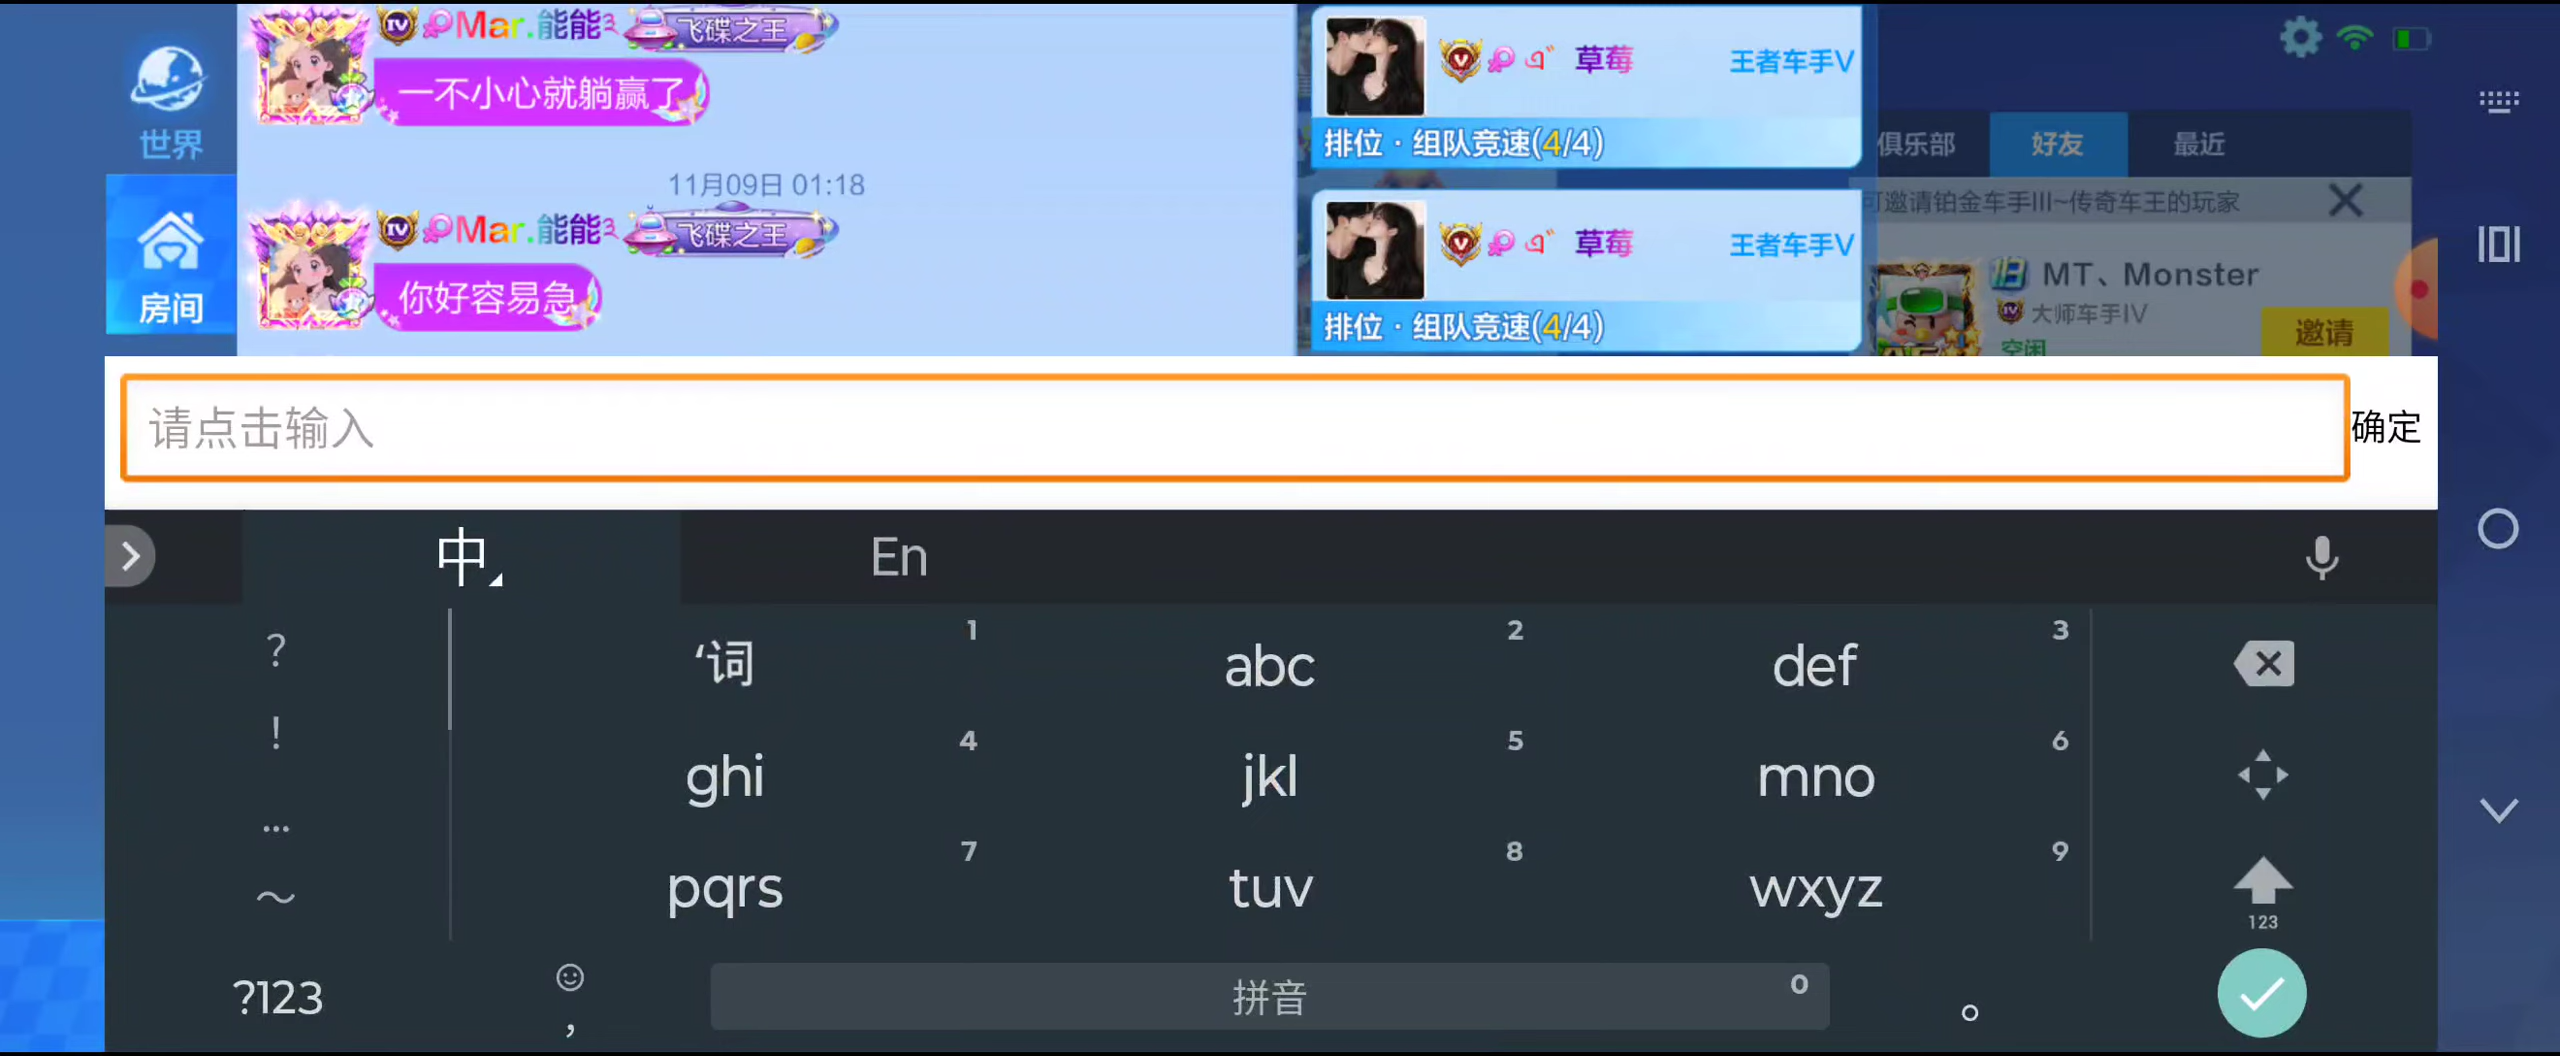 世界
房间
IV Mar.能能 飞碟之王
一不小心就躺赢了
11月09日 01:18
IV Mar.能能 飞碟之王
你好容易急
V 草莓 王者车手V
排位·组队竞速(4/4)
V 草莓 王者车手V
排位·组队竞速(4/4)
俱乐部 好友 最近
可邀请铂金车手III~传奇车王的玩家
MT、Monster
IV 大师车手IV
空闲
邀请
请点击输入
确定
中 En
? ‘词 1 abc 2 def 3
! ghi 4 jkl 5 mno 6
… pqrs 7 tuv 8 wxyz 9
～ 123
?123 , 拼音 0 。